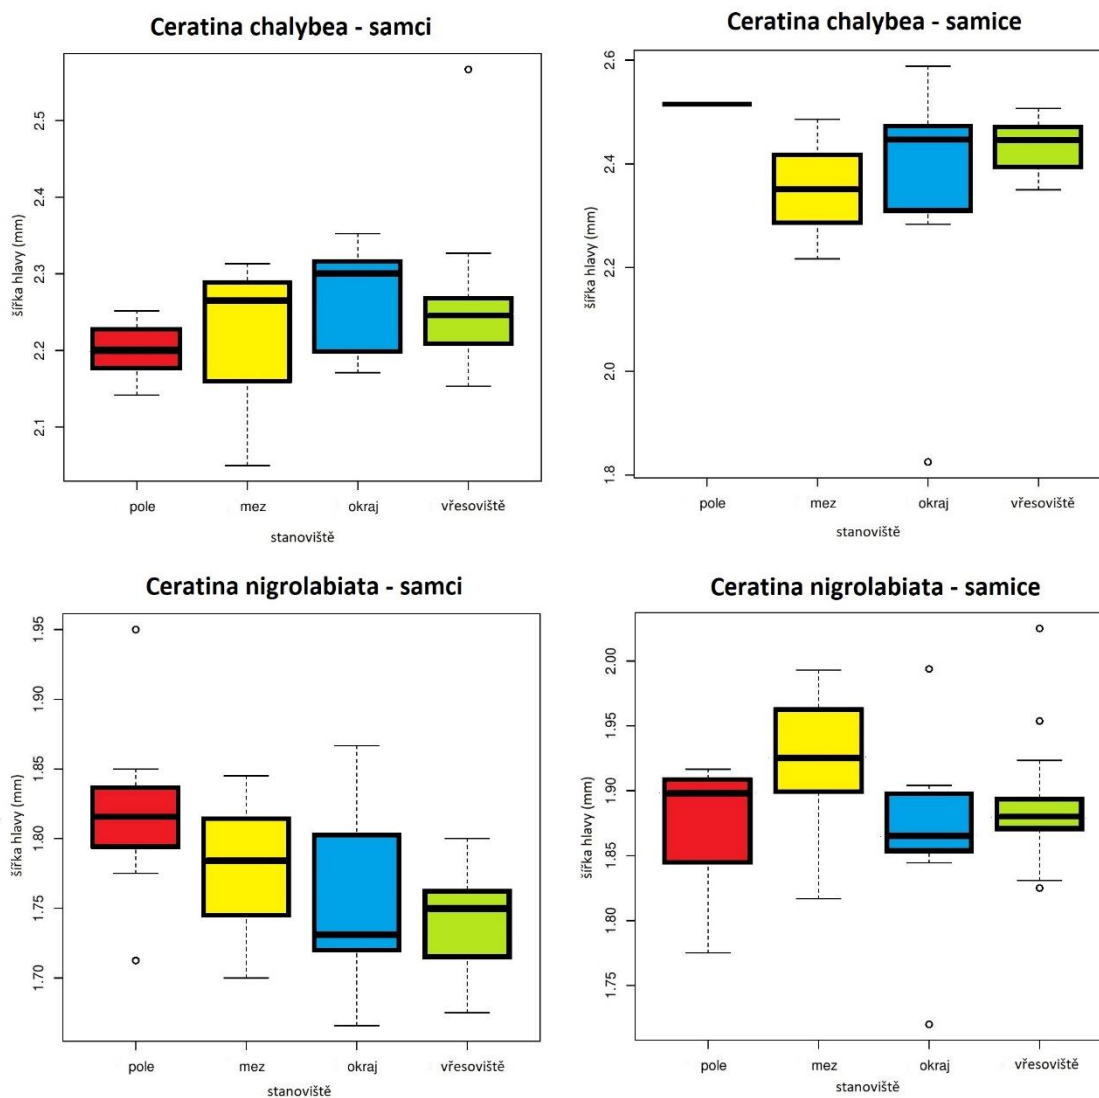 Ceratina chalybea - samci
šířka hlavy (mm)
2.5
2.4
2.3
2.2
2.1
pole mez okraj vřesoviště
stanoviště
Ceratina chalybea - samice
šířka hlavy (mm)
2.6
2.4
2.2
2.0
1.8
pole mez okraj vřesoviště
stanoviště
Ceratina nigrolabiata - samci
šířka hlavy (mm)
1.95
1.90
1.85
1.80
1.75
1.70
pole mez okraj vřesoviště
stanoviště
Ceratina nigrolabiata - samice
šířka hlavy (mm)
2.00
1.95
1.90
1.85
1.80
1.75
pole mez okraj vřesoviště
stanoviště